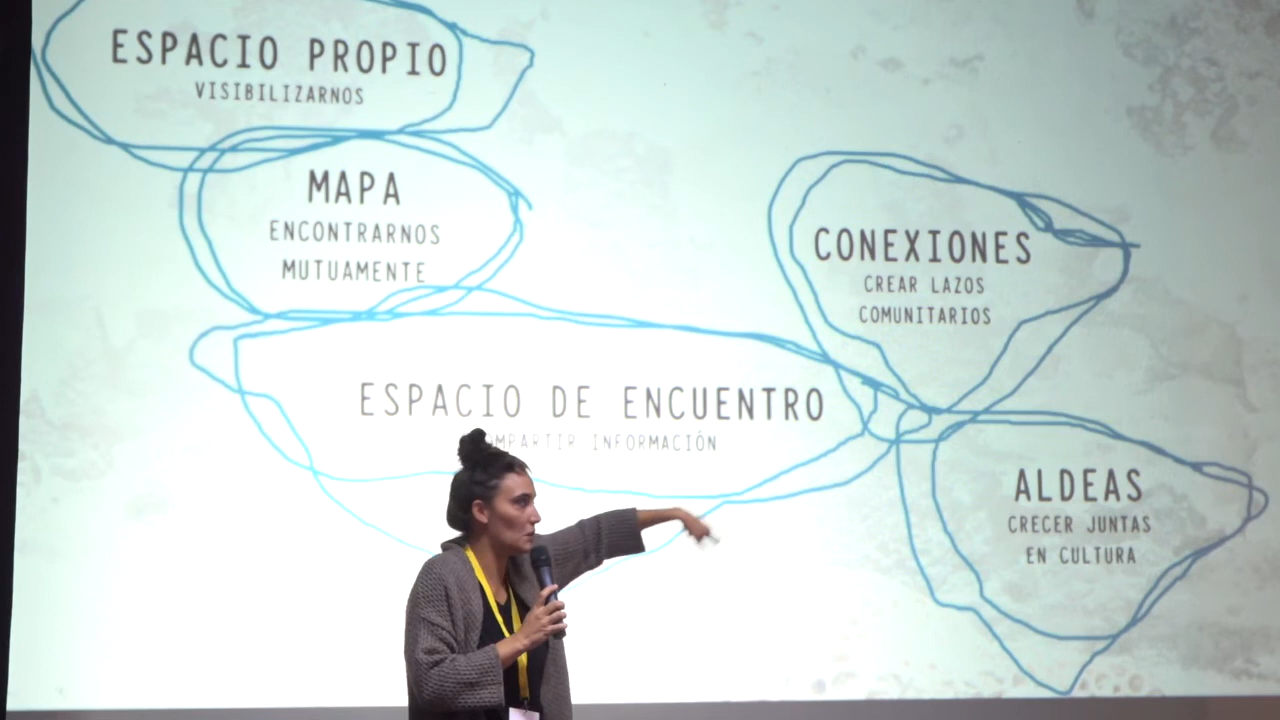 ESPACIO PROPIO
VISIBILIZARNOS
MAPA
ENCONTRARNOS
MUTUAMENTE
CONEXIONES
CREAR LAZOS
COMUNITARIOS
ESPACIO DE ENCUENTRO
COMPARTIR INFORMACIÓN
ALDEAS
CRECER JUNTAS
EN CULTURA